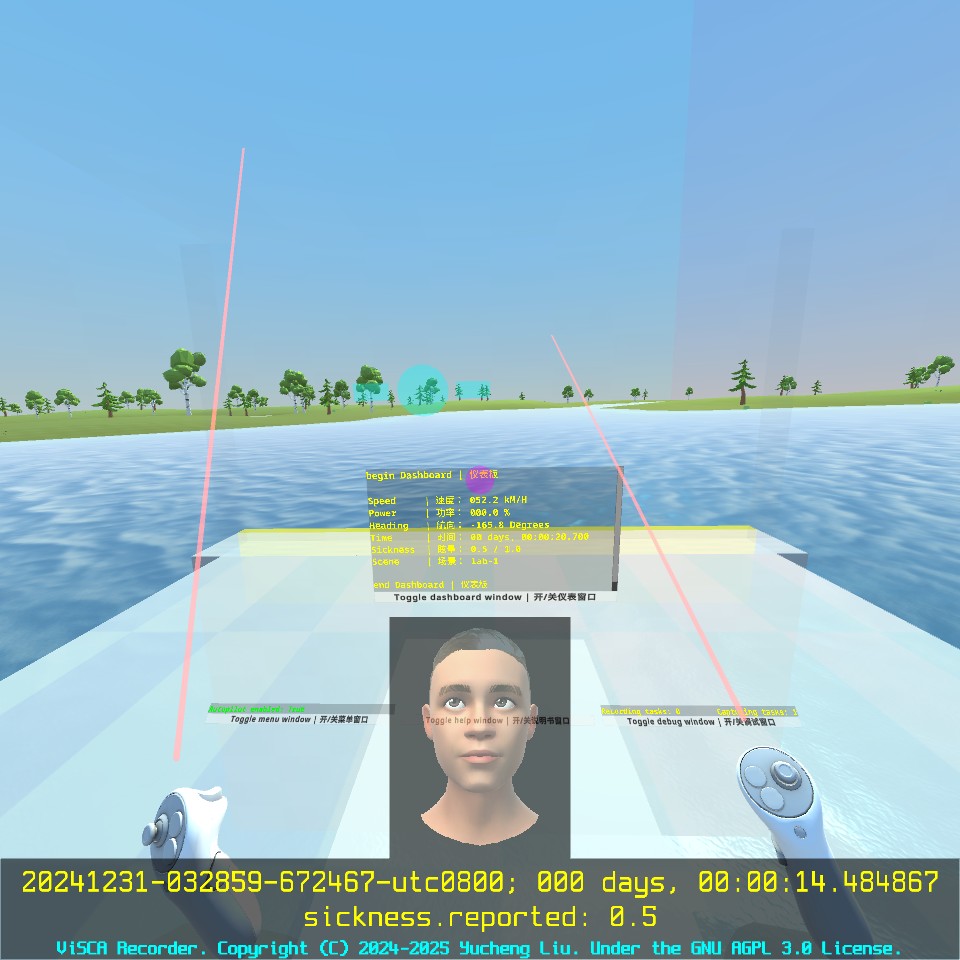 begin Dashboard | 仪表板
Speed | 速度： 052.2 kM/H
Power | 功率： 000.0 %
Heading | 航向： -165.8 Degrees
Time | 时间： 00 days, 00:00:20.700
Sickness | 晕晕： 0.5 / 1.0
Scene | 场景： lab-3
end Dashboard | 仪表板
Toggle dashboard window | 开/关仪表窗口
Autopilot enabled: true
Toggle menu window | 开/关菜单窗口
Toggle help window | 开/关说明书窗口
Recording tasks: 0 Capturing tasks:
Toggle debug window | 开/关调试窗口
20241231-032859-672467-utc0800; 000 days, 00:00:14.484867
sickness.reported: 0.5
ViSCA Recorder. Copyright (C) 2024-2025 Yucheng Liu. Under the GNU AGPL 3.0 License.